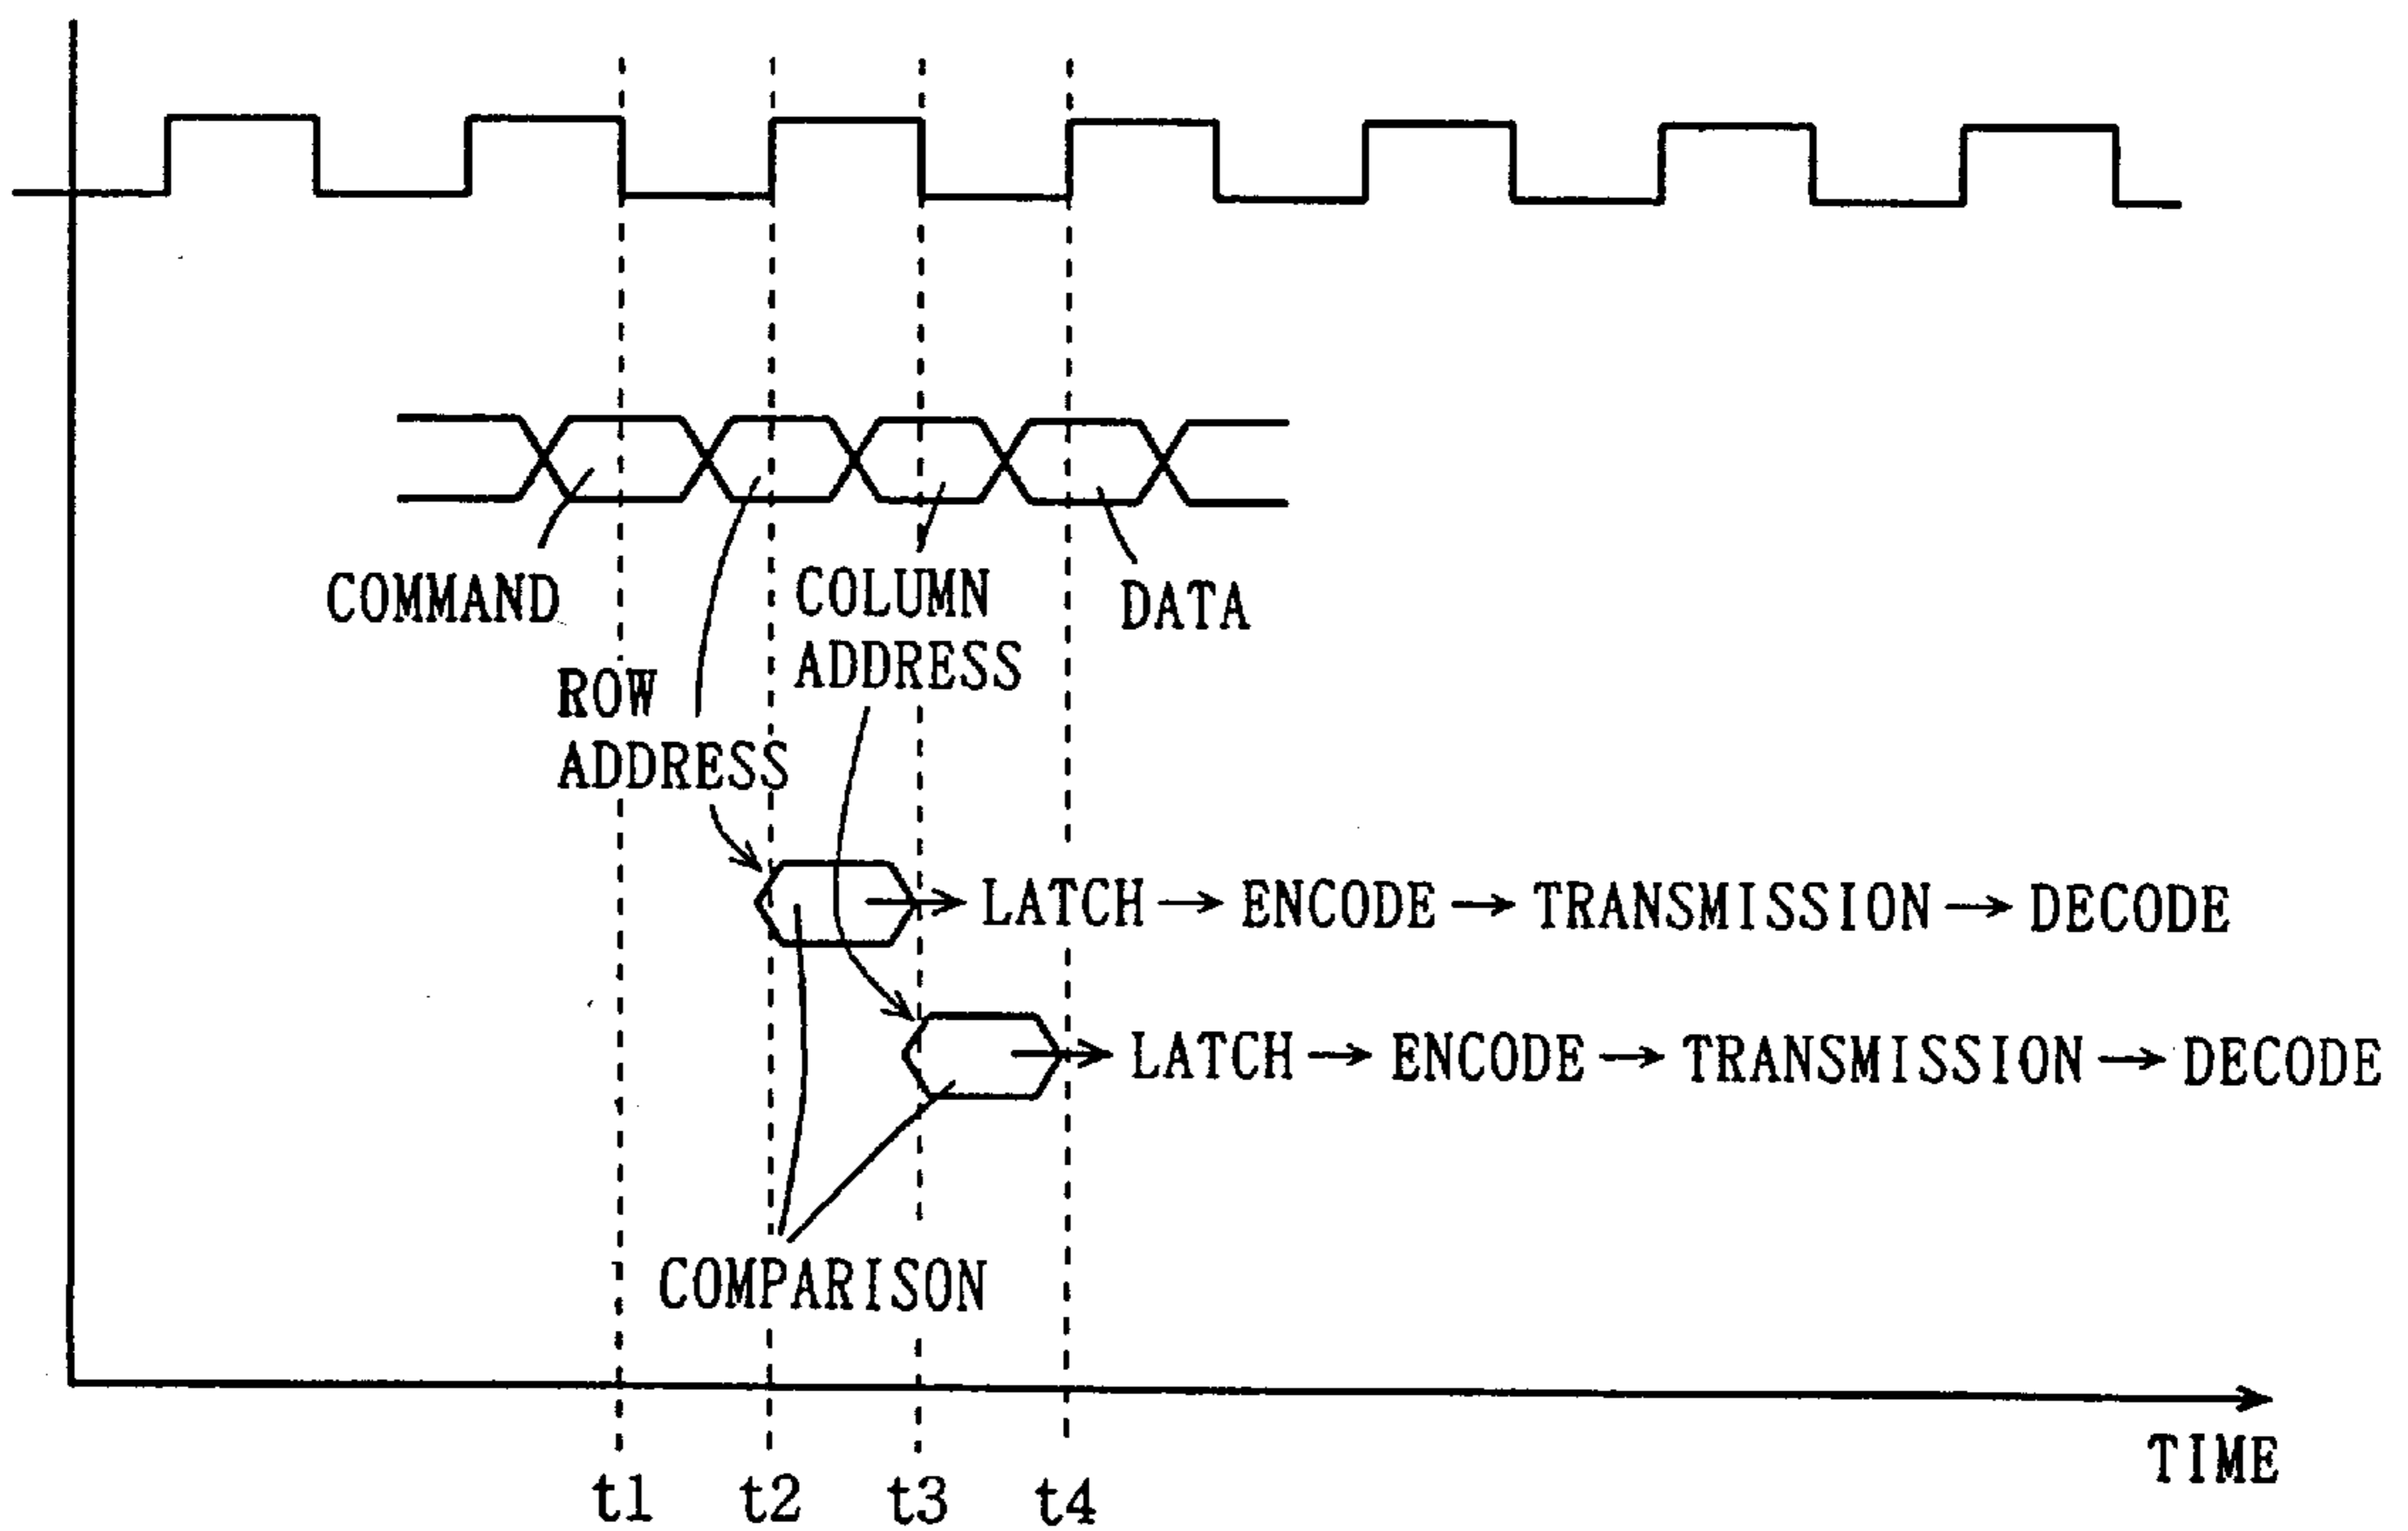 COMMAND
COLUMN
ADDRESS
DATA
ROW
ADDRESS
LATCH → ENCODE → TRANSMISSION → DECODE
LATCH → ENCODE → TRANSMISSION → DECODE
COMPARISON
TIME
t1 t2 t3 t4